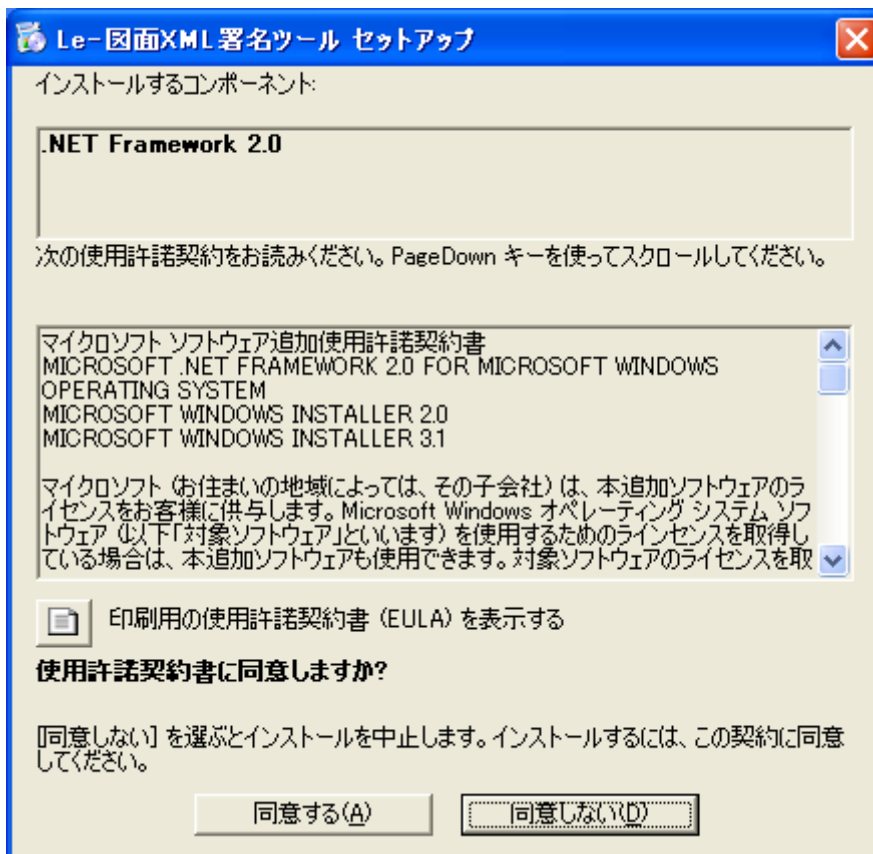 Le-図面XML署名ツール セットアップ
インストールするコンポーネント:
.NET Framework 2.0
次の使用許諾契約をお読みください。PageDown キーを使ってスクロールしてください。
マイクロソフト ソフトウェア追加使用許諾契約書
MICROSOFT .NET FRAMEWORK 2.0 FOR MICROSOFT WINDOWS
OPERATING SYSTEM
MICROSOFT WINDOWS INSTALLER 2.0
MICROSOFT WINDOWS INSTALLER 3.1
マイクロソフト (お住まいの地域によっては、その子会社) は、本追加ソフトウェアのラ
イセンスをお客様に供与します。Microsoft Windows オペレーティング システム ソフ
トウェア (以下「対象ソフトウェア」といいます) を使用するためのラインセンスを取得し
ている場合は、本追加ソフトウェアも使用できます。対象ソフトウェアのライセンスを取
印刷用の使用許諾契約書 (EULA) を表示する
使用許諾契約書に同意しますか?
[同意しない] を選ぶとインストールを中止します。インストールするには、この契約に同意
してください。
同意する(A)
同意しない(D)